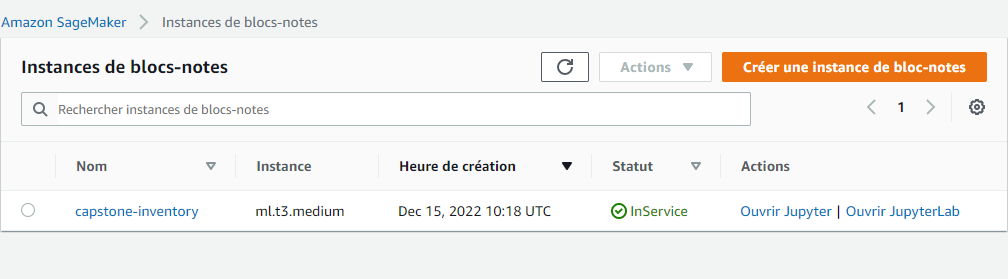 Amazon SageMaker > Instances de blocs-notes
Instances de blocs-notes Actions Créer une instance de bloc-notes
Rechercher instances de blocs-notes 1
Nom Instance Heure de création Statut Actions
capstone-inventory ml.t3.medium Dec 15, 2022 10:18 UTC InService Ouvrir Jupyter | Ouvrir JupyterLab